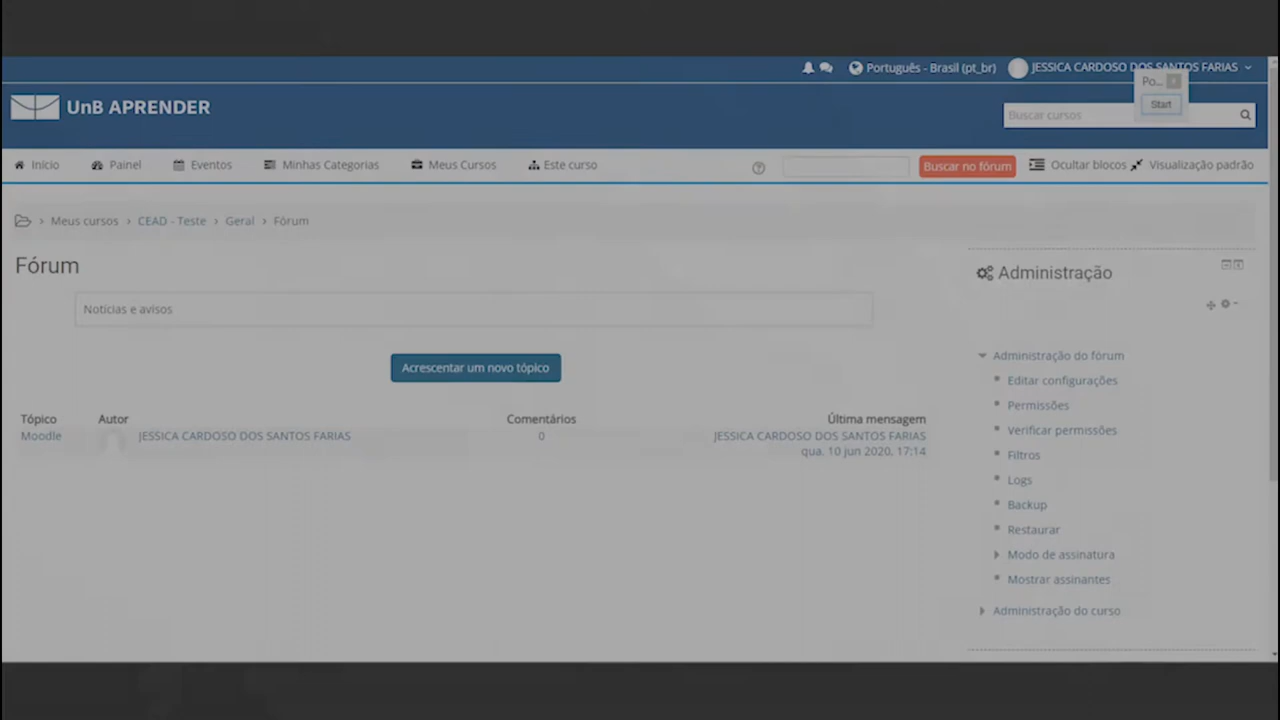 Português - Brasil (pt_br) JESSICA CARDOSO DOS SANTOS FARIAS
Po...
Start
UnB APRENDER
Buscar cursos
Início Painel Eventos Minhas Categorias Meus Cursos Este curso Buscar no fórum Ocultar blocos Visualização padrão
Meus cursos > CEAD - Teste > Geral > Fórum
Fórum
Administração
Noticias e avisos
Acrescentar um novo tópico
Tópico Autor Comentários Última mensagem
Moodle JESSICA CARDOSO DOS SANTOS FARIAS 0 JESSICA CARDOSO DOS SANTOS FARIAS
qua, 10 jun 2020, 17:14
Administração do fórum
Editar configurações
Permissões
Verificar permissões
Filtros
Logs
Backup
Restaurar
Modo de assinatura
Mostrar assinantes
Administração do curso